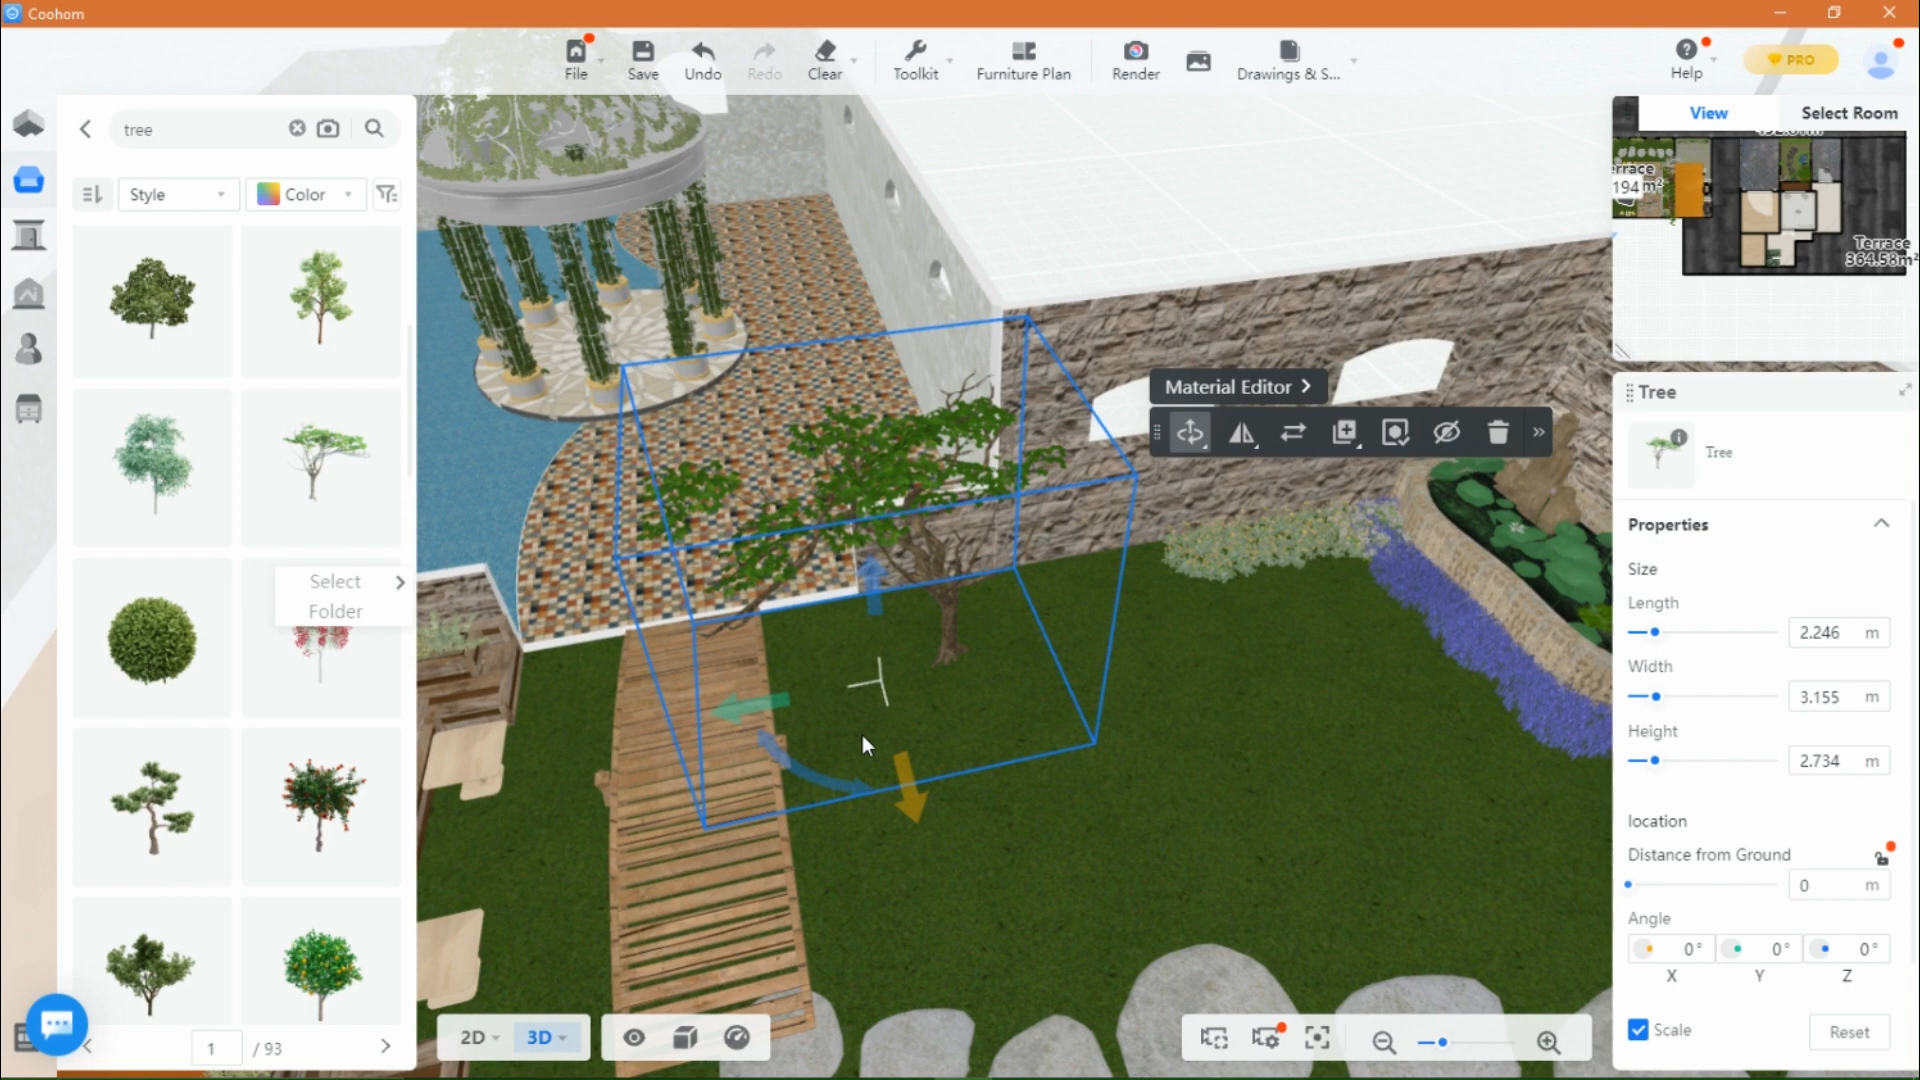 Coohom
File
Save
Undo
Redo
Clear
Toolkit
Furniture Plan
Render
Drawings & S...
Help
PRO
tree
Style
Color
Select
Folder
1 / 93
View
Select Room
194 m²
Terrace
364.58m²
Material Editor
Tree
Tree
Properties
Size
Length
2.246 m
Width
3.155 m
Height
2.734 m
location
Distance from Ground
0 m
Angle
0° 0° 0°
X Y Z
Scale
Reset
2D
3D